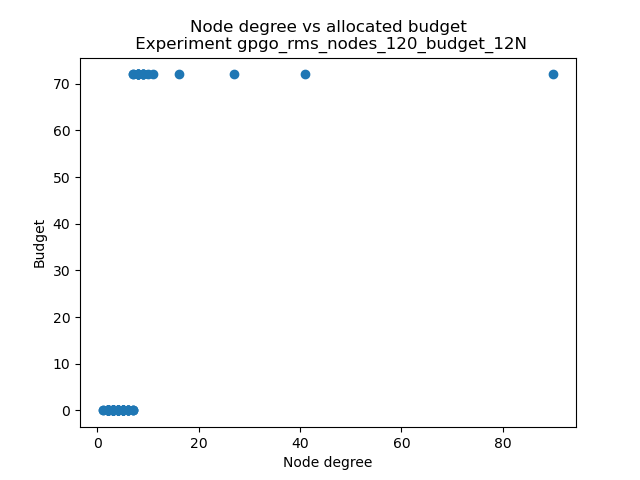 Node degree vs allocated budget
Experiment gpgo_rms_nodes_120_budget_12N
70
60
50
40
30
20
10
0
Budget
0 20 40 60 80
Node degree